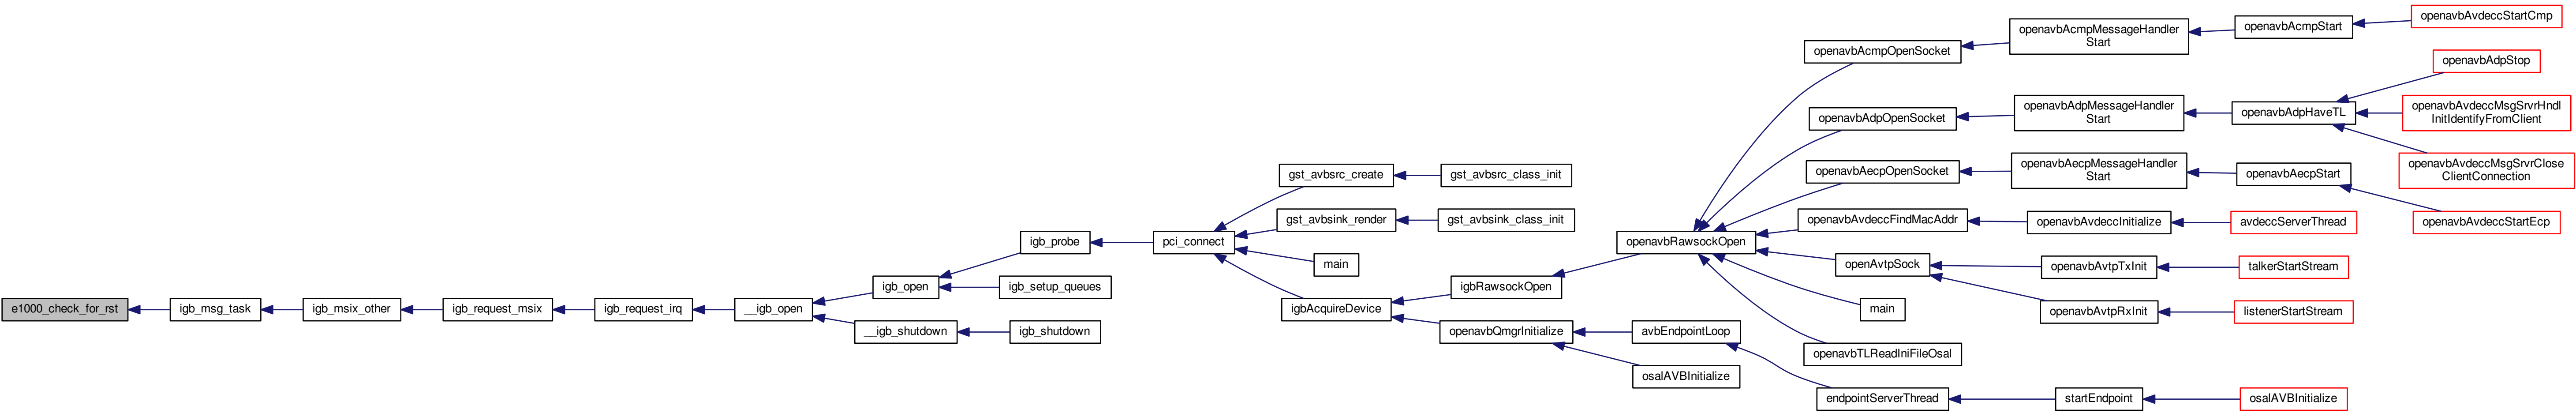 e1000_check_for_rst
igb_msg_task
igb_msix_other
igb_request_msix
igb_request_irq
__igb_open
igb_open
__igb_shutdown
igb_probe
igb_setup_queues
igb_shutdown
pci_connect
gst_avbsrc_create
gst_avbsrc_class_init
gst_avbsink_render
gst_avbsink_class_init
main
igbAcquireDevice
igbRawsockOpen
openavbQmgrInitialize
avbEndpointLoop
osalAVBInitialize
openavbRawsockOpen
openavbAcmpOpenSocket
openavbAcmpMessageHandler
Start
openavbAcmpStart
openavbAvdeccStartCmp
openavbAdpOpenSocket
openavbAdpMessageHandler
Start
openavbAdpHaveTL
openavbAdpStop
openavbAvdeccMsgSrvrHndl
InitIdentifyFromClient
openavbAvdeccMsgSrvrClose
ClientConnection
openavbAecpOpenSocket
openavbAecpMessageHandler
Start
openavbAecpStart
openavbAvdeccStartEcp
openavbAvdeccFindMacAddr
openavbAvdeccInitialize
avdeccServerThread
openAvtpSock
openavbAvtpTxInit
talkerStartStream
openavbAvtpRxInit
listenerStartStream
main
openavbTLReadIniFileOsal
endpointServerThread
startEndpoint
osalAVBInitialize